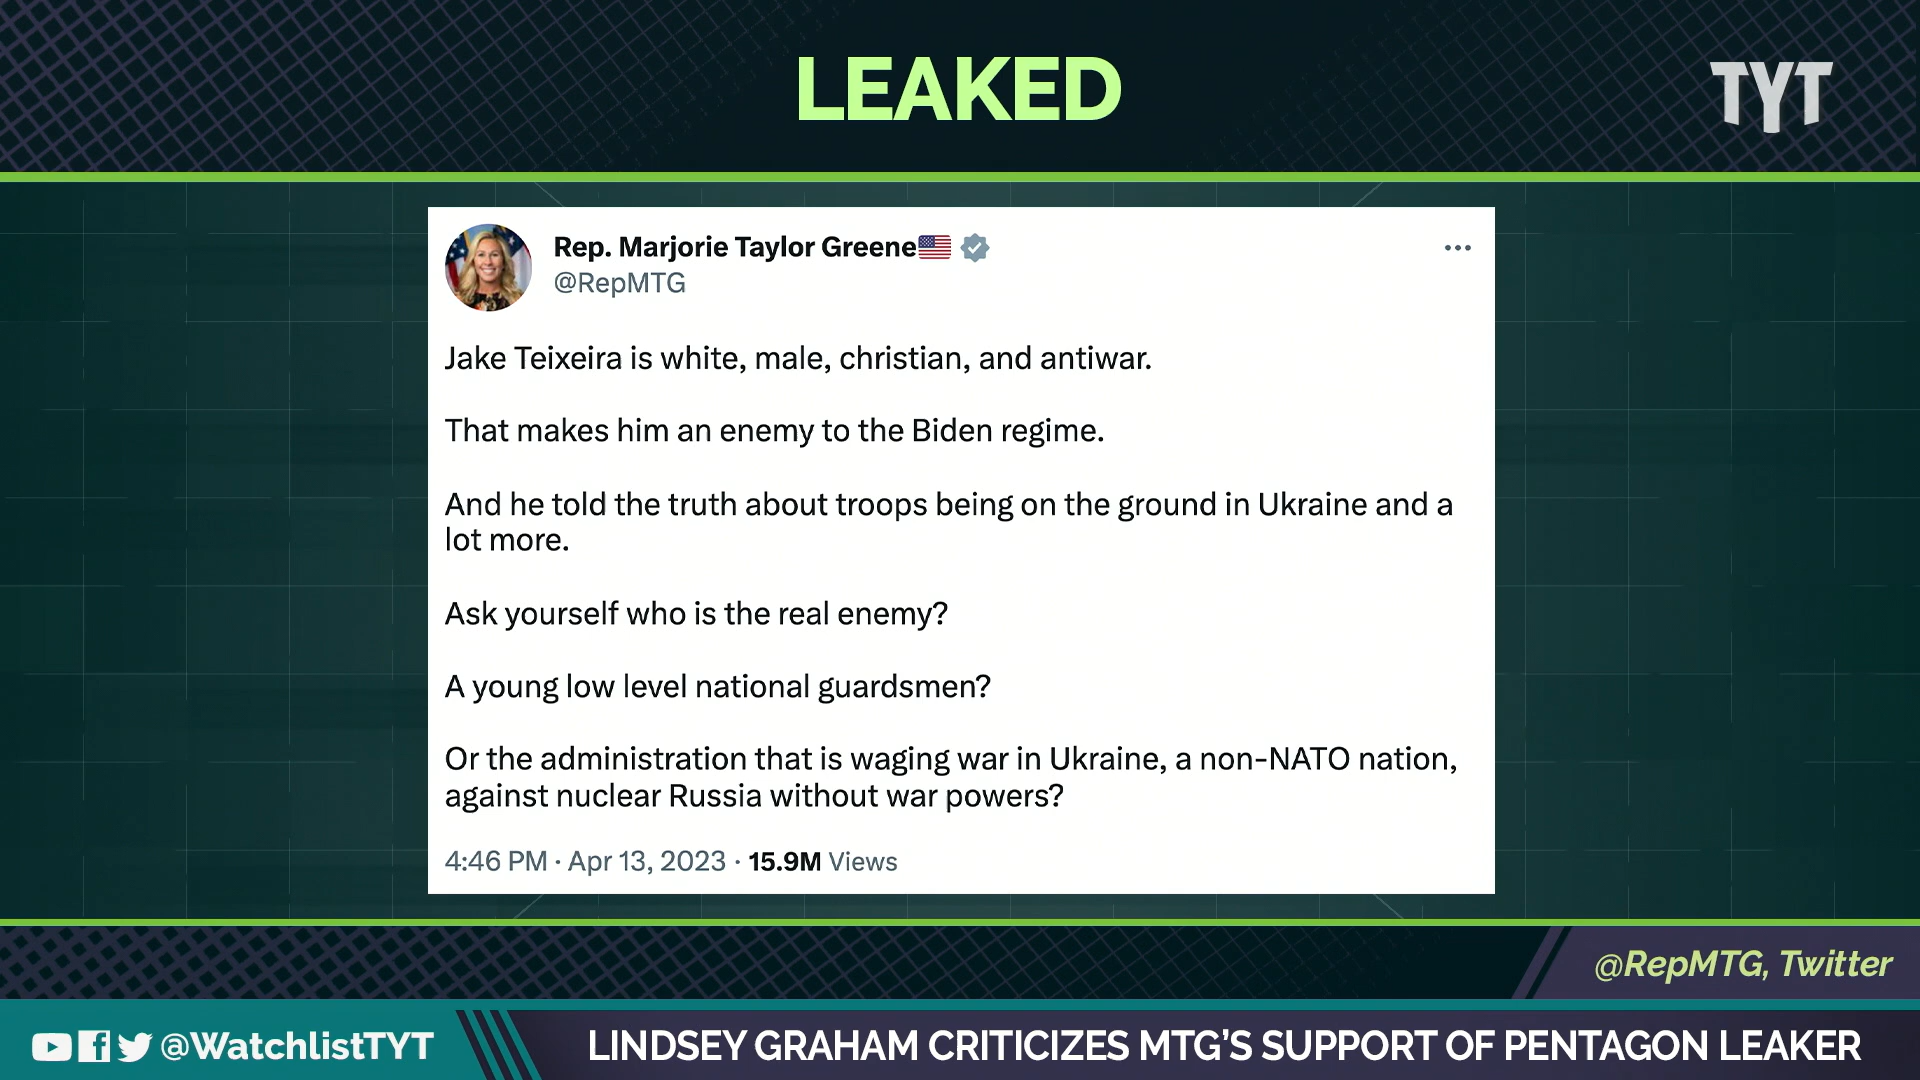 LEAKED
TYT
Rep. Marjorie Taylor Greene🇺🇸
@RepMTG
Jake Teixeira is white, male, christian, and antiwar.
That makes him an enemy to the Biden regime.
And he told the truth about troops being on the ground in Ukraine and a
lot more.
Ask yourself who is the real enemy?
A young low level national guardsmen?
Or the administration that is waging war in Ukraine, a non-NATO nation,
against nuclear Russia without war powers?
4:46 PM · Apr 13, 2023 · 15.9M Views
@RepMTG, Twitter
@WatchlistTYT
LINDSEY GRAHAM CRITICIZES MTG'S SUPPORT OF PENTAGON LEAKER